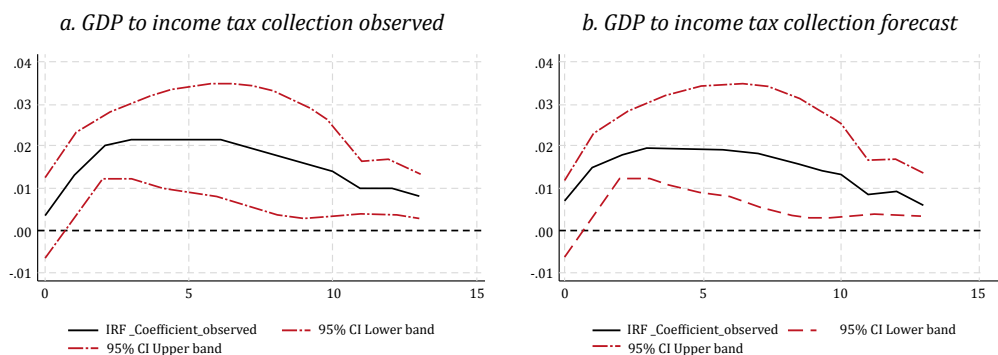 a. GDP to income tax collection observed
.04
.03
.02
.01
.00
-.01
0
5
10
15
IRF _Coefficient_observed
95% CI Lower band
95% CI Upper band
b. GDP to income tax collection forecast
.04
.03
.02
.01
.00
-.01
0
5
10
15
IRF _Coefficient_observed
95% CI Lower band
95% CI Upper band